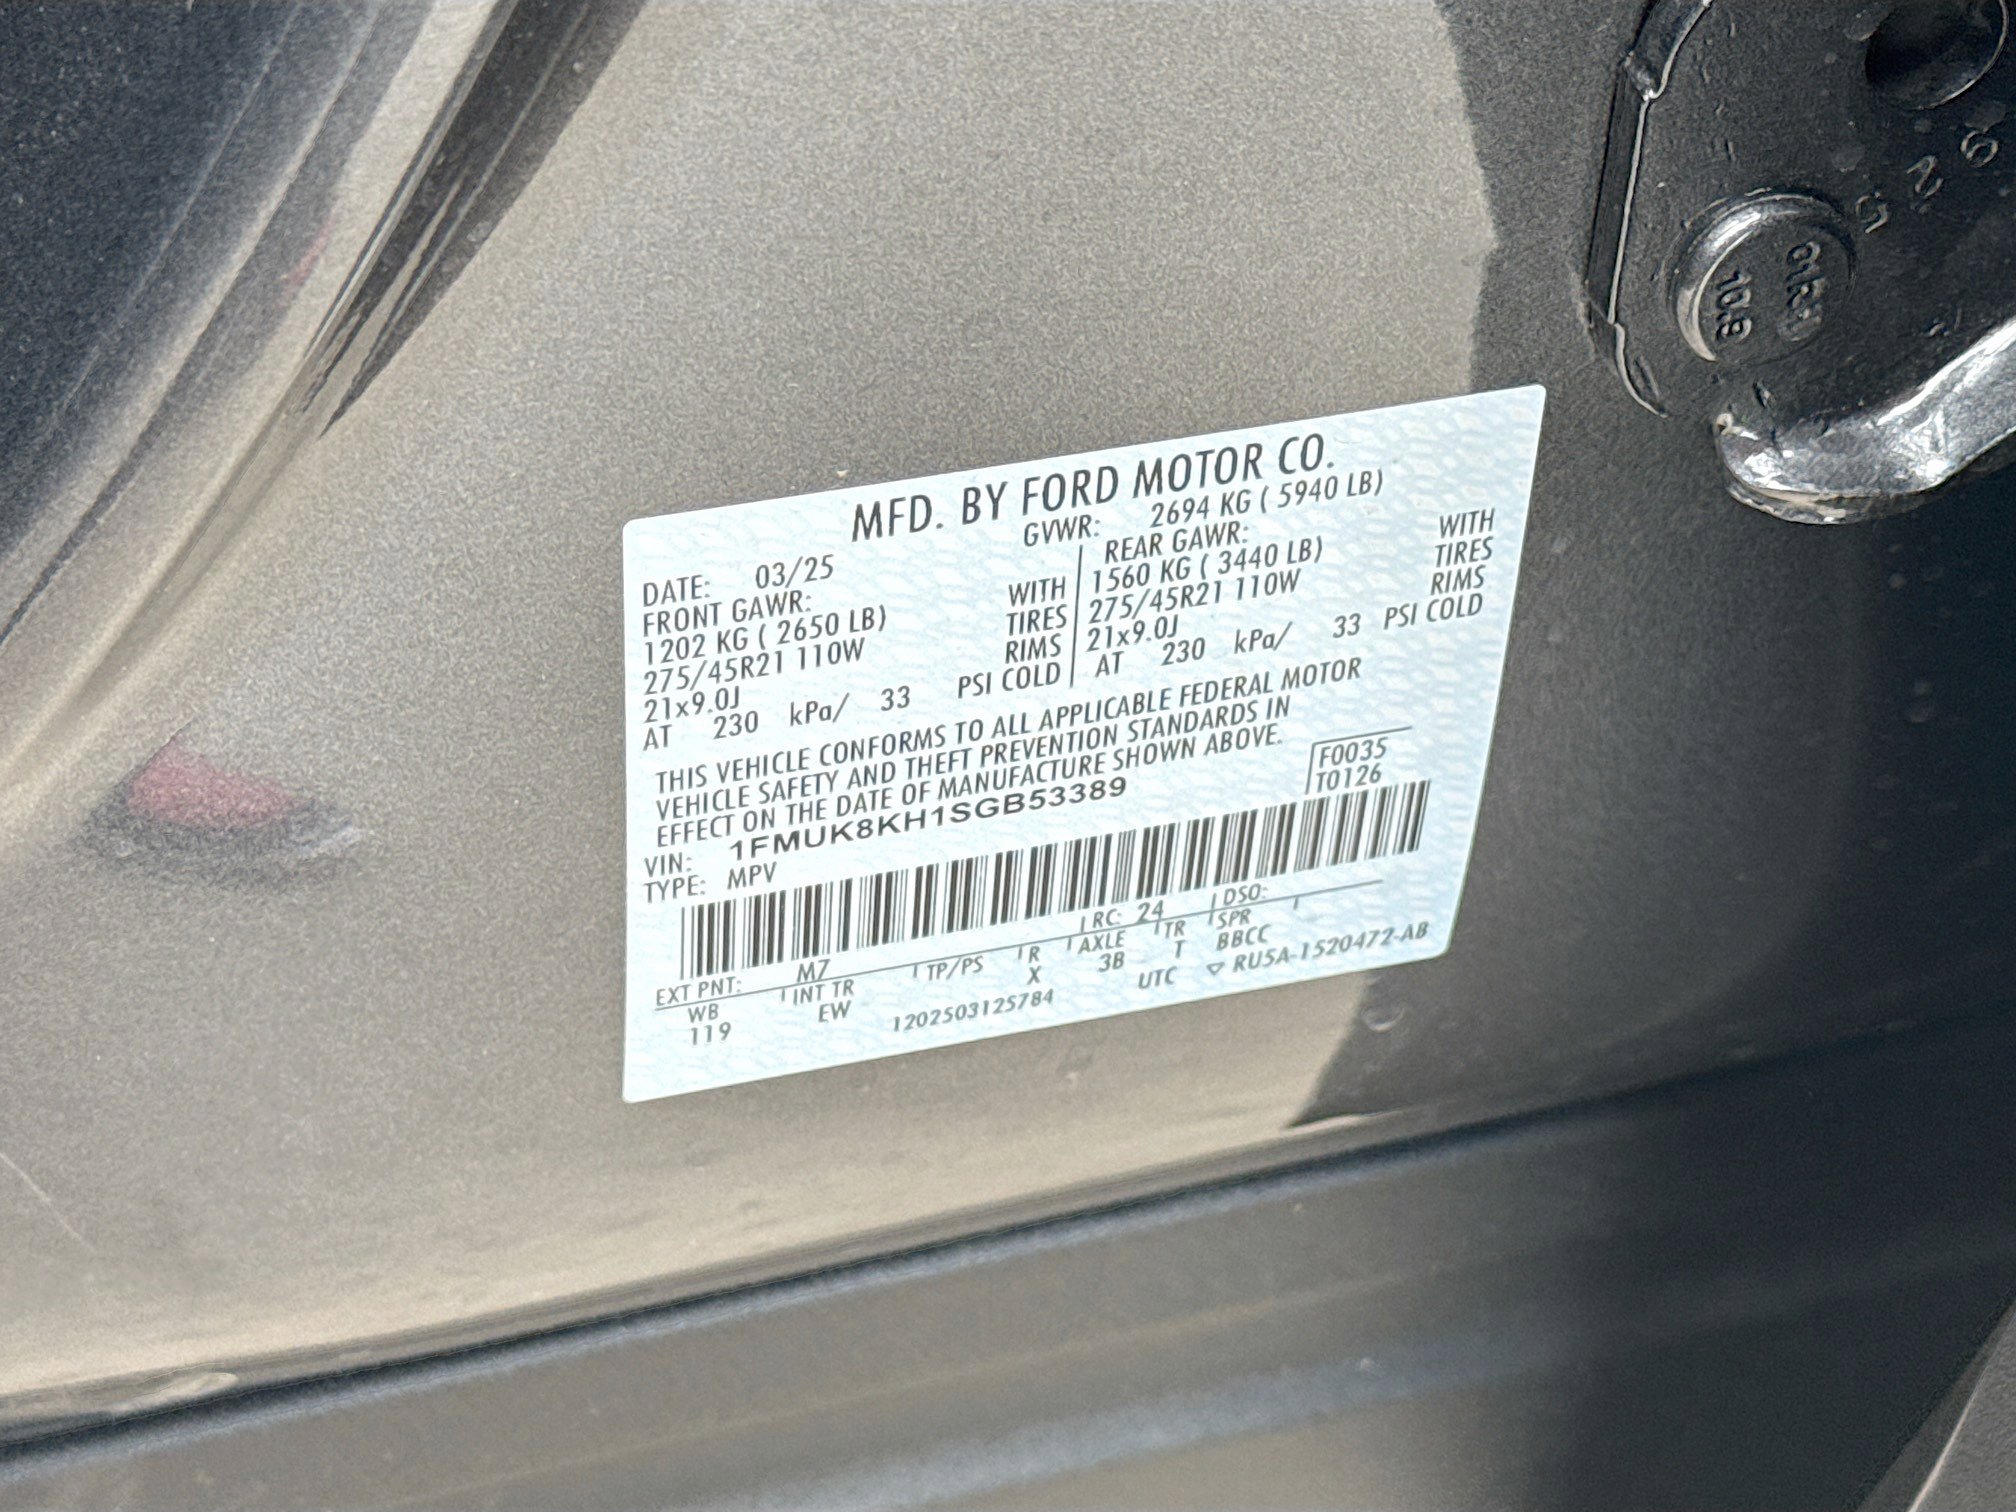 MFD. BY FORD MOTOR CO.
DATE: 03/25 GVWR: 2694 KG ( 5940 LB)
FRONT GAWR: REAR GAWR:
1202 KG ( 2650 LB) WITH 1560 KG ( 3440 LB) WITH
275/45R21 110W TIRES 275/45R21 110W TIRES
21x9.0J RIMS 21x9.0J RIMS
AT 230 kPa/ 33 PSI COLD AT 230 kPa/ 33 PSI COLD
THIS VEHICLE CONFORMS TO ALL APPLICABLE FEDERAL MOTOR
VEHICLE SAFETY AND THEFT PREVENTION STANDARDS IN
EFFECT ON THE DATE OF MANUFACTURE SHOWN ABOVE.
VIN: 1FMUK8KH1SGB53389 F0035
TYPE: MPV T0126
EXT PNT: M7 RC: 24 DSO:
WB INT TR TP/PS R AXLE TR SPR
119 EW X 3B T BBCC
1202503125784 UTC RU5A-1520472-AB
10.9